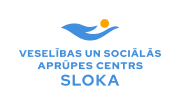 VESELĪBAS UN SOCIĀLĀS
APRŪPES CENTRS
SLOKA